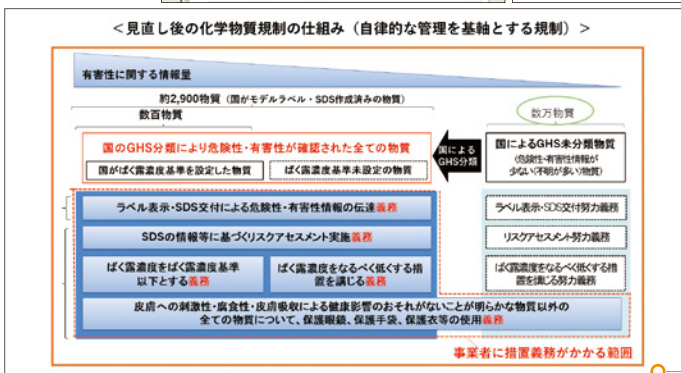 ＜見直し後の化学物質規制の仕組み（自律的な管理を基軸とする規制）＞
有害性に関する情報量
約2,900物質（国がモデルラベル・SDS作成済みの物質）
数百物質
数万物質
国のGHS分類により危険性・有害性が確認された全ての物質
国がばく露濃度基準を設定した物質
ばく露濃度基準未設定の物質
国による
GHS分類
国によるGHS未分類物質
(危険性・有害性情報が
少ない(不明が多い)物質)
ラベル表示・SDS交付による危険性・有害性情報の伝達義務
ラベル表示・SDS交付努力義務
SDSの情報等に基づくリスクアセスメント実施義務
リスクアセスメント努力義務
ばく露濃度をばく露濃度基準
以下とする義務
ばく露濃度をなるべく低くする措
置を講じる義務
ばく露濃度をなるべく低くする措
置を講じる努力義務
皮膚への刺激性・腐食性・皮膚吸収による健康影響のおそれがないことが明らかな物質以外の
全ての物質について、保護眼鏡、保護手袋、保護衣等の使用義務
事業者に措置義務がかかる範囲